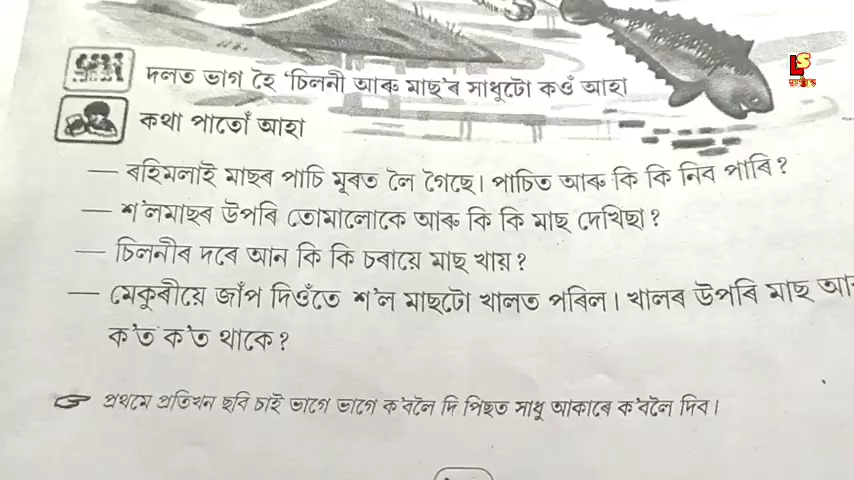 দলত ভাগ হৈ ‘চিলনী আৰু মাছ’ৰ সাধুটো কওঁ আহা
কথা পাতোঁ আহা
— ৰহিমলাই মাছৰ পাচি মূৰত লৈ গৈছে। পাচিত আৰু কি কি নিব পাৰি?
— শ'লমাছৰ উপৰি তোমালোকে আৰু কি কি মাছ দেখিছা?
— চিলনীৰ দৰে আন কি কি চৰায়ে মাছ খায়?
— মেকুৰীয়ে জাঁপ দিওঁতে শ'ল মাছটো খালত পৰিল। খালৰ উপৰি মাছ আ
ক'ত ক'ত থাকে?
প্ৰথমে প্ৰতিখন ছবি চাই ভাগে ভাগে ক'বলৈ দি পিছত সাধু আকাৰে ক'বলৈ দিব।
LS